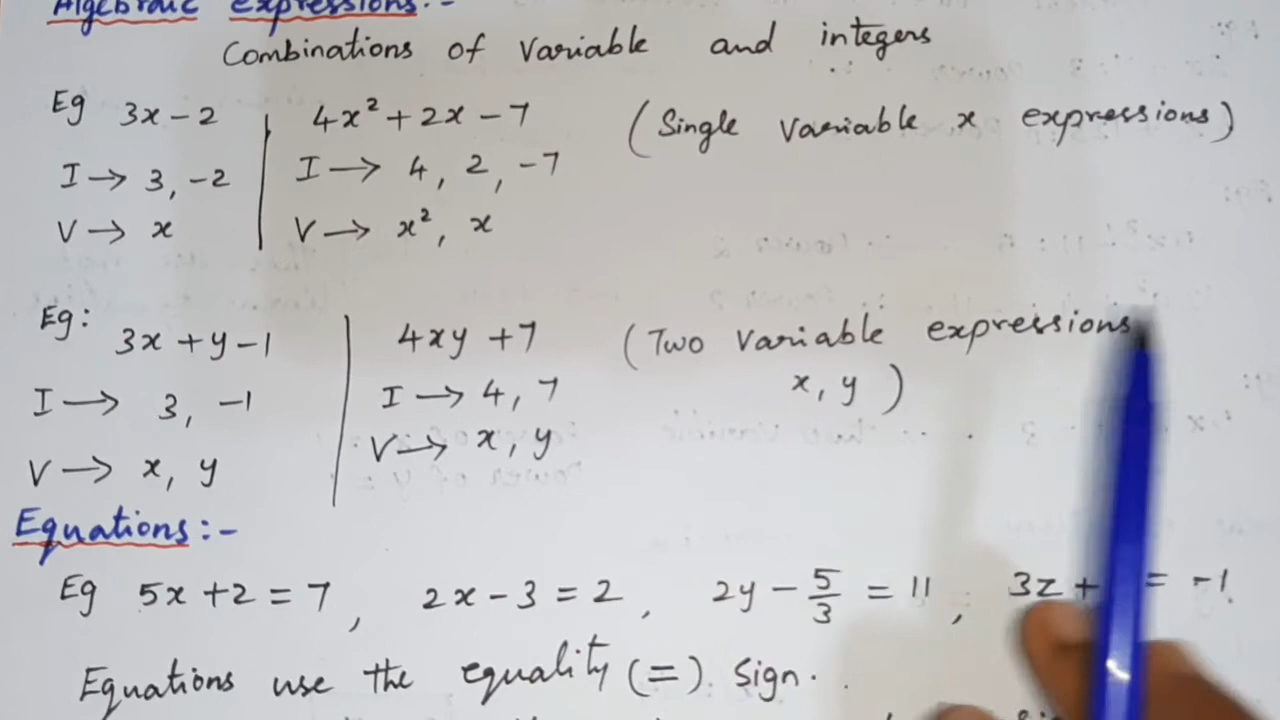 Algebraic expressions:-
Combinations of variable and integers
Eg 3x - 2 | 4x² + 2x - 7 (Single variable x expressions)
I → 3, -2 | I → 4, 2, -7
V → x | V → x², x
Eg: 3x + y - 1 | 4xy + 7 (Two variable expressions
I → 3, -1 | I → 4, 7 x, y)
V → x, y | V → x, y
Equations:-
Eg 5x + 2 = 7, 2x - 3 = 2, 2y - 5/3 = 11, 3z + = -1
Equations use the equality (=) sign.